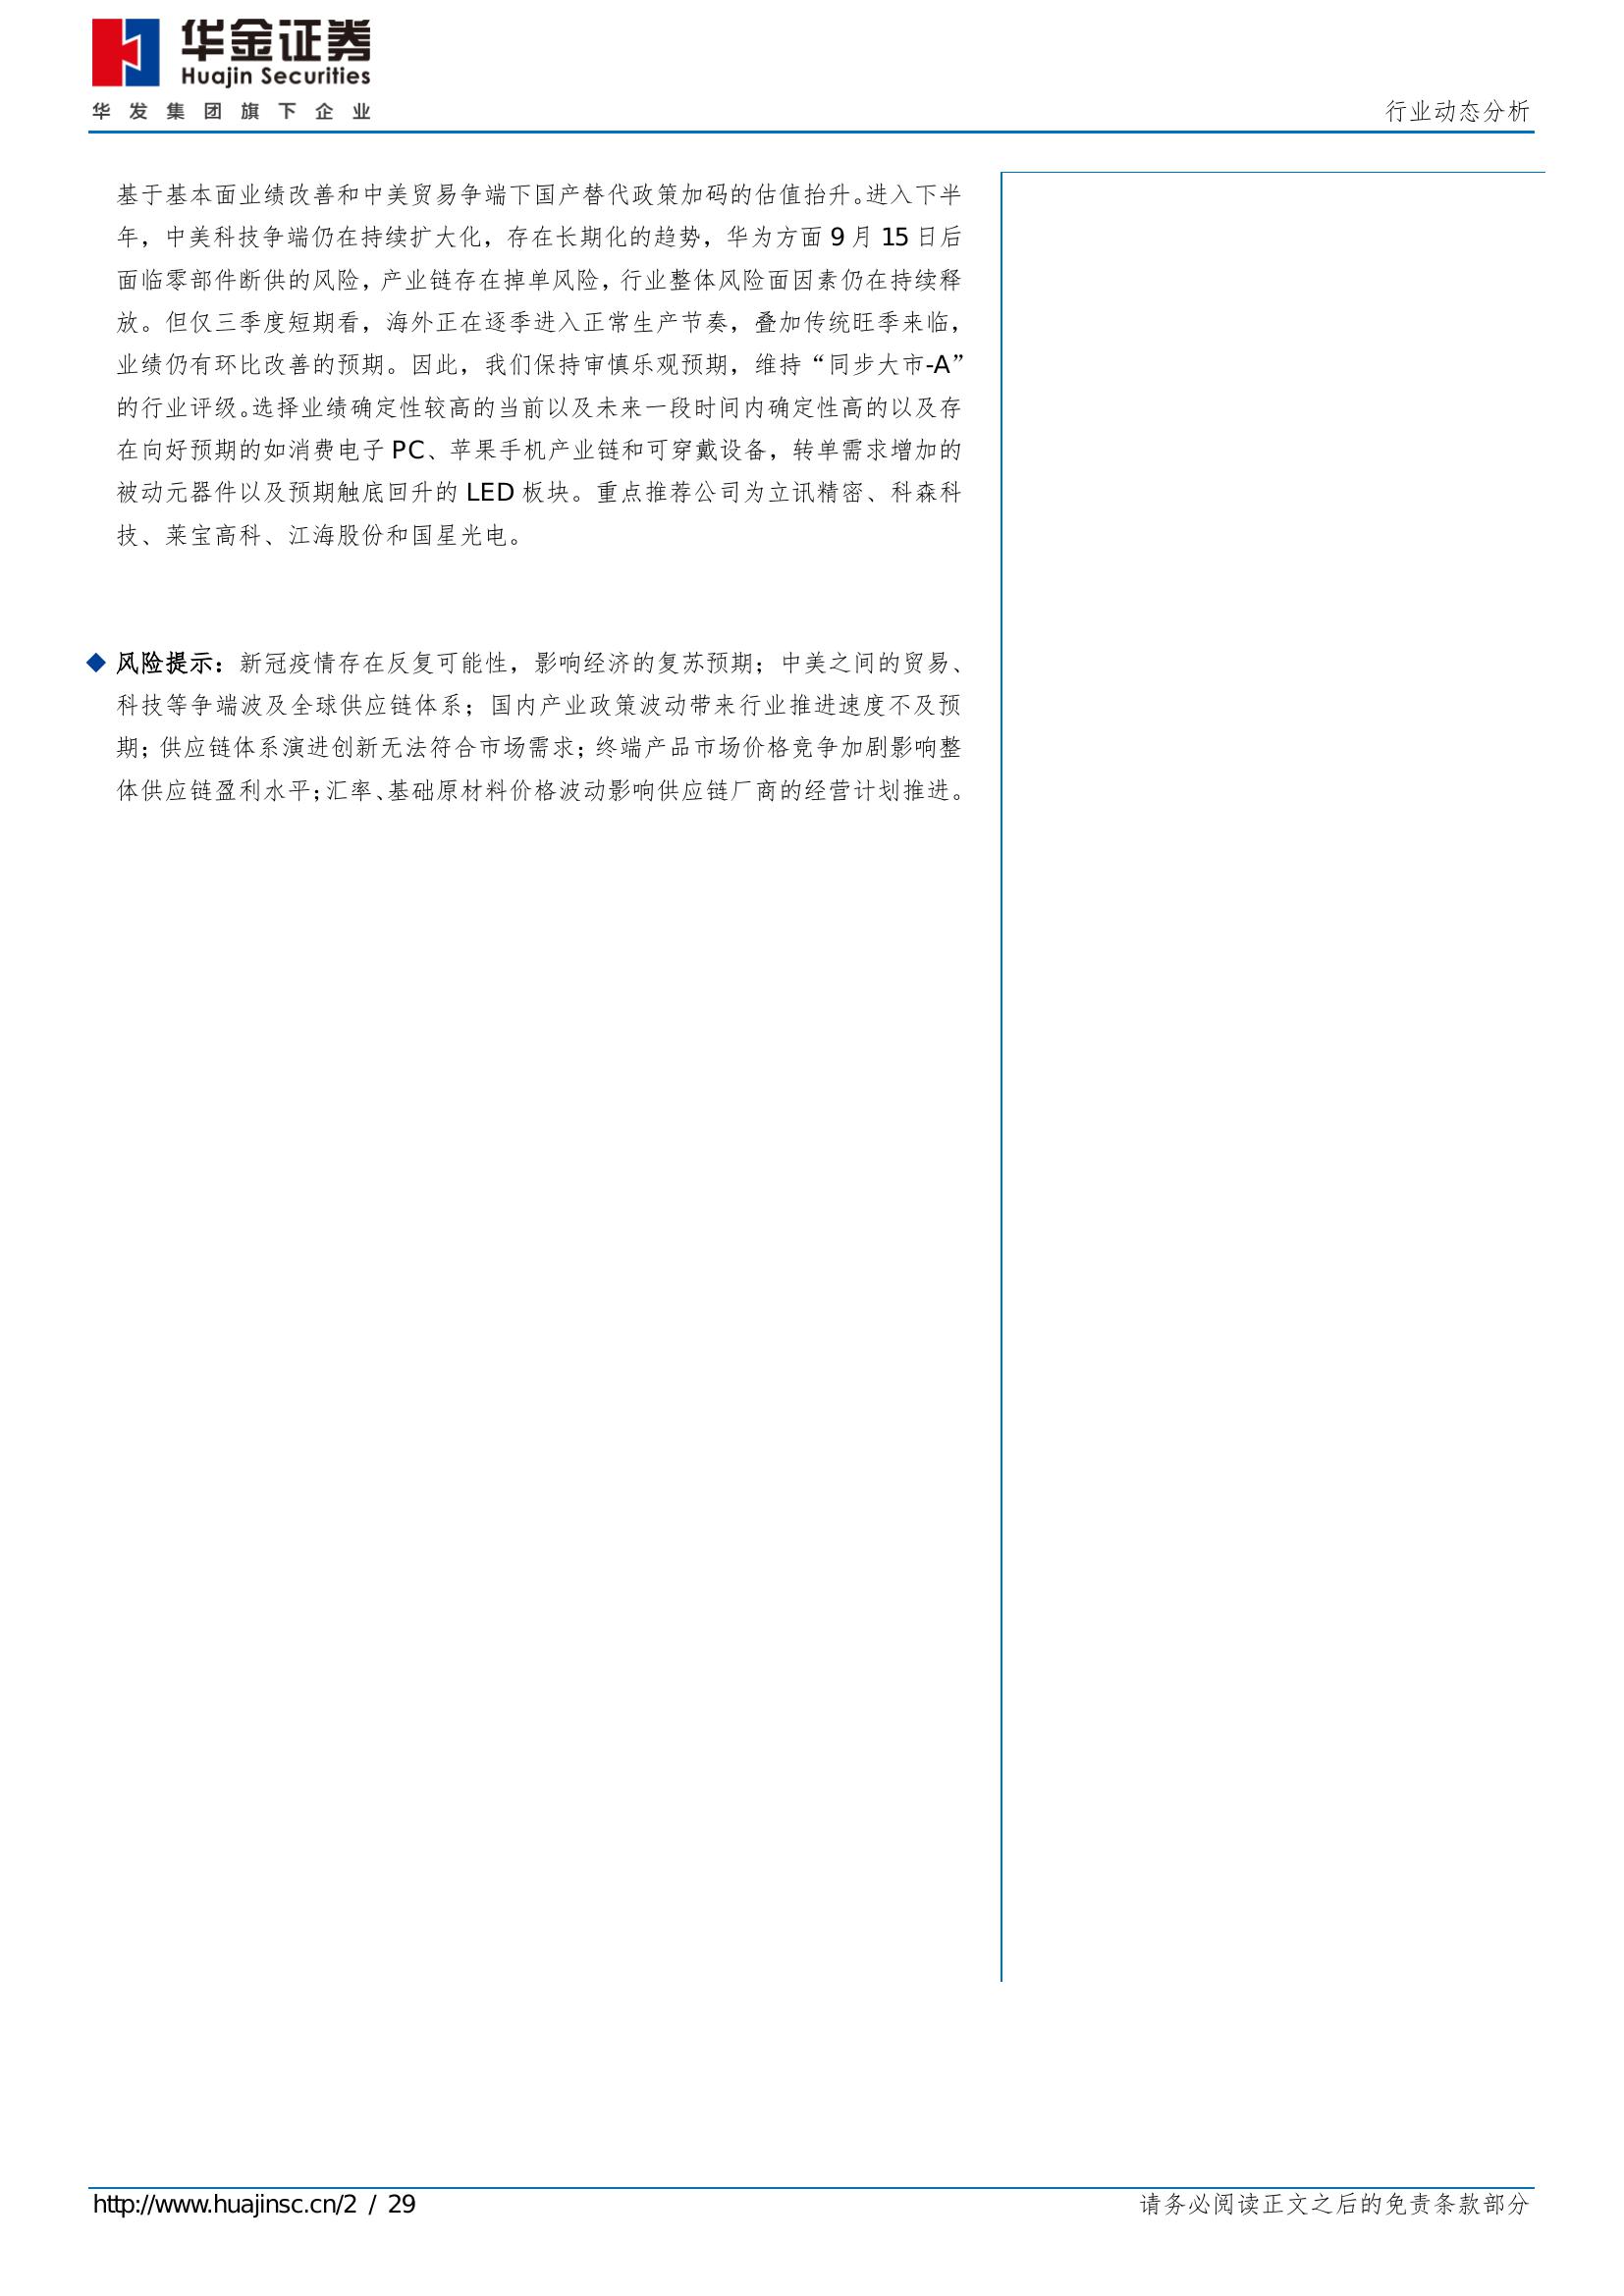 华金证券
Huajin Securities
华发集团旗下企业
行业动态分析
基于基本面业绩改善和中美贸易争端下国产替代政策加码的估值抬升。进入下半
年，中美科技争端仍在持续扩大化，存在长期化的趋势，华为方面 9 月 15 日后
面临零部件断供的风险，产业链存在掉单风险，行业整体风险面因素仍在持续释
放。但仅三季度短期看，海外正在逐季进入正常生产节奏，叠加传统旺季来临，
业绩仍有环比改善的预期。因此，我们保持审慎乐观预期，维持“同步大市-A”
的行业评级。选择业绩确定性较高的当前以及未来一段时间内确定性高的以及存
在向好预期的如消费电子 PC、苹果手机产业链和可穿戴设备，转单需求增加的
被动元器件以及预期触底回升的 LED 板块。重点推荐公司为立讯精密、科森科
技、莱宝高科、江海股份和国星光电。
◆ 风险提示：新冠疫情存在反复可能性，影响经济的复苏预期；中美之间的贸易、
科技等争端波及全球供应链体系；国内产业政策波动带来行业推进速度不及预
期；供应链体系演进创新无法符合市场需求；终端产品市场价格竞争加剧影响整
体供应链盈利水平；汇率、基础原材料价格波动影响供应链厂商的经营计划推进。
http://www.huajinsc.cn/2 / 29
请务必阅读正文之后的免责条款部分